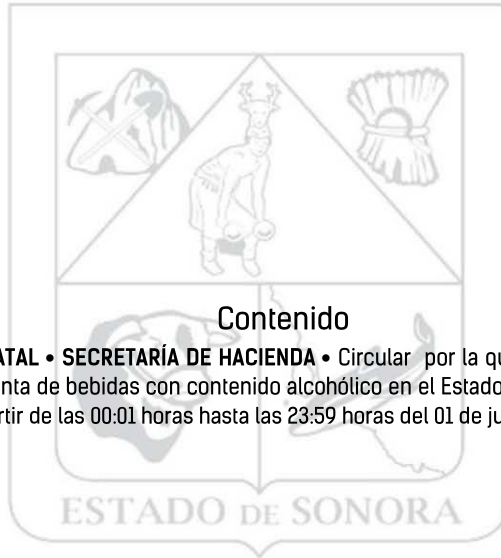 Contenido
ATAL • SECRETARÍA DE HACIENDA • Circular por la qu
nta de bebidas con contenido alcohólico en el Estado
rtir de las 00:01 horas hasta las 23:59 horas del 01 de ju
ESTADO DE SONORA